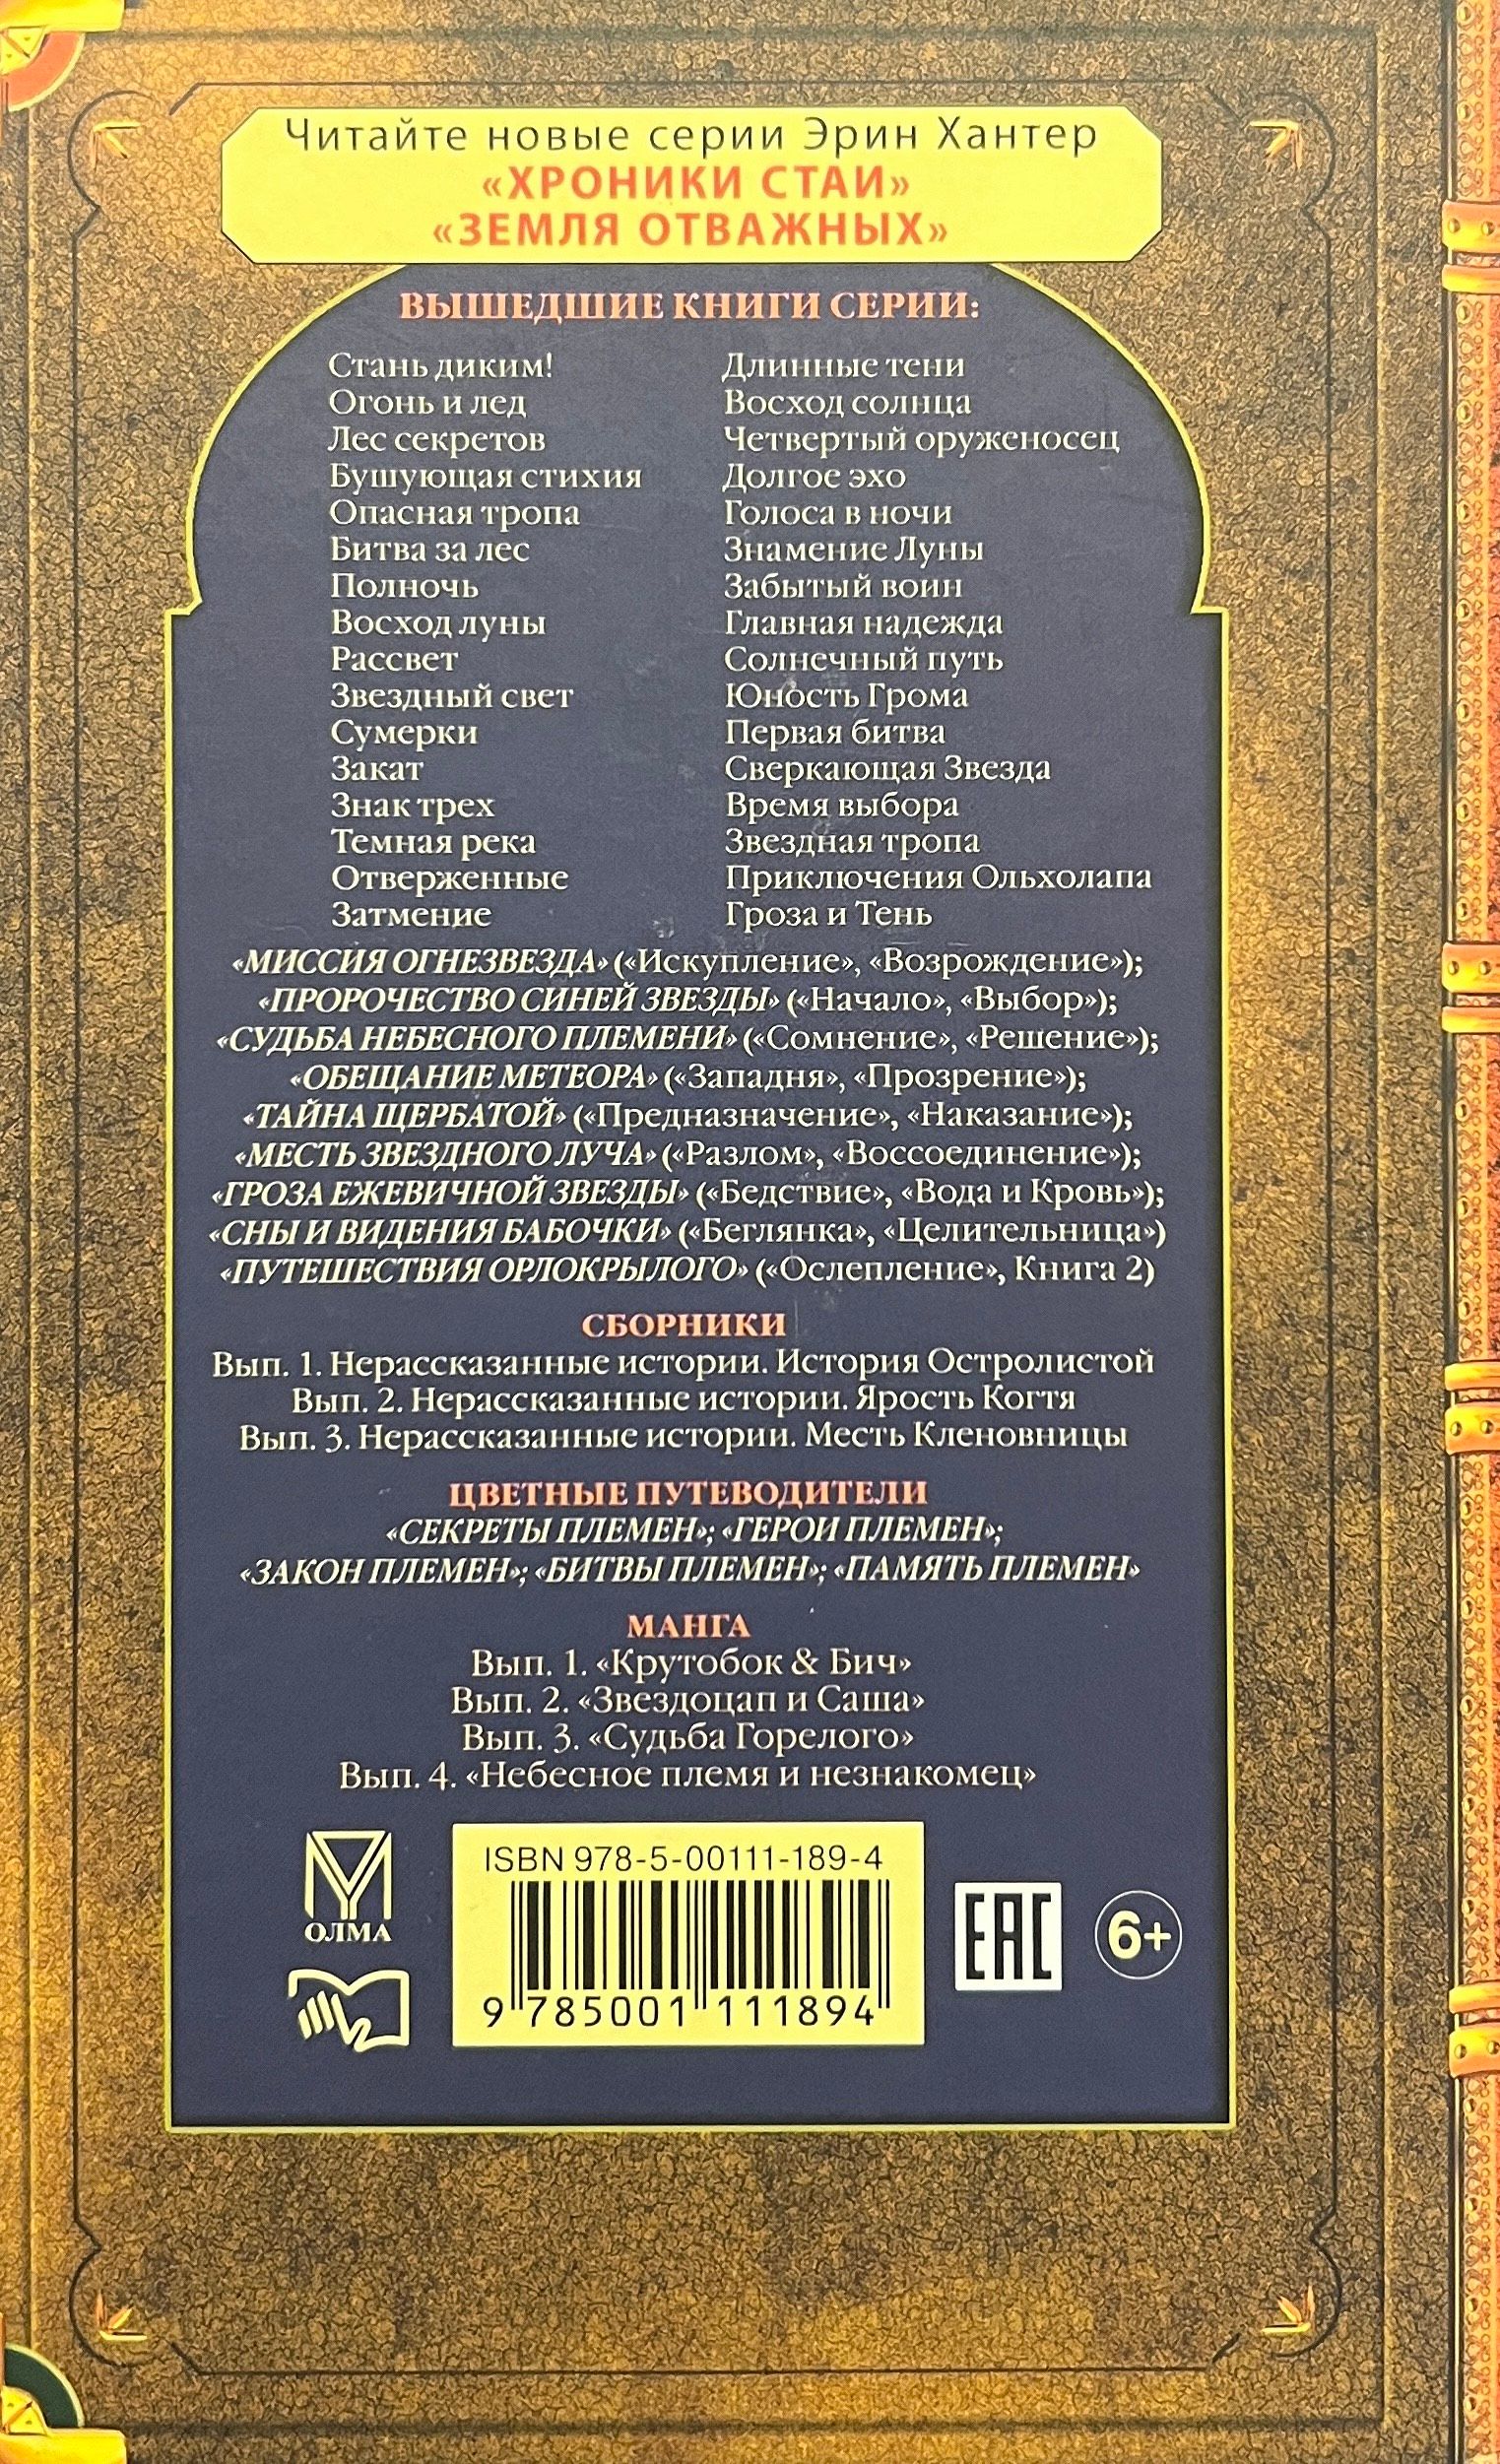 Читайте новые серии Эрин Хантер
«ХРОНИКИ СТАИ»
«ЗЕМЛЯ ОТВАЖНЫХ»
ВЫШЕДШИЕ КНИГИ СЕРИИ:
Стань диким!
Огонь и лед
Лес секретов
Бушующая стихия
Опасная тропа
Битва за лес
Полночь
Восход луны
Рассвет
Звездный свет
Сумерки
Закат
Знак трех
Темная река
Отверженные
Затмение
Длинные тени
Восход солнца
Четвертый оруженосец
Долгое эхо
Голоса в ночи
Знамение Луны
Забытый воин
Главная надежда
Солнечный путь
Юность Грома
Первая битва
Сверкающая Звезда
Время выбора
Звездная тропа
Приключения Ольхолапа
Гроза и Тень
«МИССИЯ ОГНЕЗВЕЗДА» («Искупление», «Возрождение»);
«ПРОРОЧЕСТВО СИНЕЙ ЗВЕЗДЫ» («Начало», «Выбор»);
«СУДЬБА НЕБЕСНОГО ПЛЕМЕНИ» («Сомнение», «Решение»);
«ОБЕЩАНИЕ МЕТЕОРА» («Западня», «Прозрение»);
«ТАЙНА ЩЕРБАТОЙ» («Предназначение», «Наказание»);
«МЕСТЬ ЗВЕЗДНОГО ЛУЧА» («Разлом», «Воссоединение»);
«ГРОЗА ЕЖЕВИЧНОЙ ЗВЕЗДЫ» («Бедствие», «Вода и Кровь»);
«СНЫ И ВИДЕНИЯ БАБОЧКИ» («Беглянка», «Целительница»)
«ПУТЕШЕСТВИЯ ОРЛОКРЫЛОГО» («Ослепление», Книга 2)
СБОРНИКИ
Вып. 1. Нерассказанные истории. История Остролистой
Вып. 2. Нерассказанные истории. Ярость Когтя
Вып. 3. Нерассказанные истории. Месть Кленовницы
ЦВЕТНЫЕ ПУТЕВОДИТЕЛИ
«СЕКРЕТЫ ПЛЕМЕН»; «ГЕРОИ ПЛЕМЕН»;
«ЗАКОН ПЛЕМЕН»; «БИТВЫ ПЛЕМЕН»; «ПАМЯТЬ ПЛЕМЕН»
МАНГА
Вып. 1. «Крутобок & Бич»
Вып. 2. «Звездоцап и Саша»
Вып. 3. «Судьба Горелого»
Вып. 4. «Небесное племя и незнакомец»
ОЛМА
ISBN 978-5-00111-189-4
9 785001 111894
EAC
6+